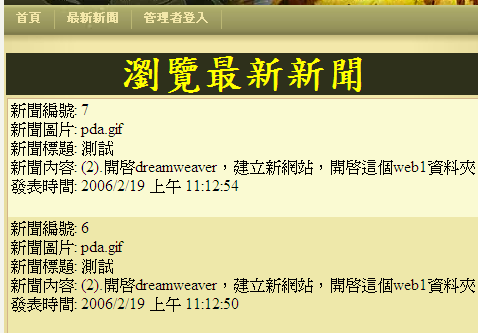 首頁 最新新聞 管理者登入
瀏覽最新新聞
新聞編號: 7
新聞圖片: pda.gif
新聞標題: 測試
新聞內容: (2).開啓dreamweaver，建立新網站，開啓這個web1資料夾
發表時間: 2006/2/19 上午 11:12:54
新聞編號: 6
新聞圖片: pda.gif
新聞標題: 測試
新聞內容: (2).開啓dreamweaver，建立新網站，開啓這個web1資料夾
發表時間: 2006/2/19 上午 11:12:50